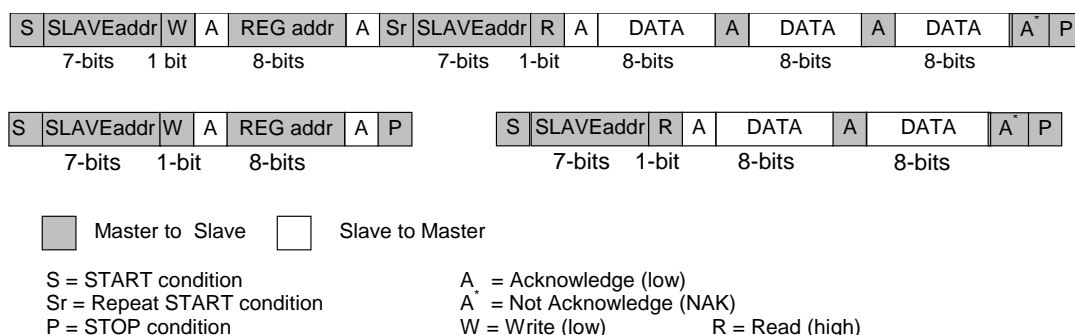 S SLAVEaddr W A REG addr A Sr SLAVEaddr R A DATA A DATA A DATA A* P
7-bits 1 bit 8-bits 7-bits 1-bit 8-bits 8-bits 8-bits
S SLAVEaddr W A REG addr A P
7-bits 1-bit 8-bits
S SLAVEaddr R A DATA A DATA A* P
7-bits 1-bit 8-bits 8-bits
Master to Slave Slave to Master
S = START condition
Sr = Repeat START condition
P = STOP condition
A = Acknowledge (low)
A* = Not Acknowledge (NAK)
W = Write (low) R = Read (high)